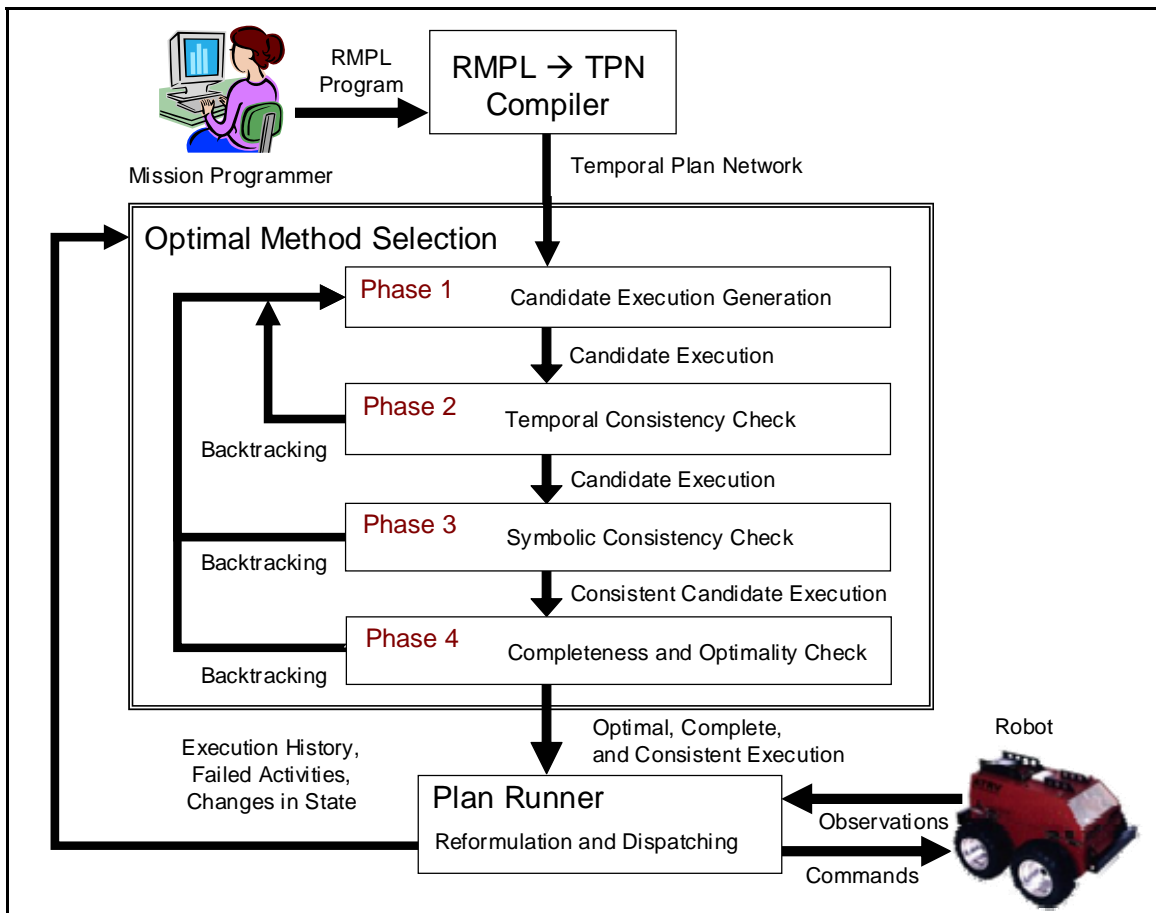 RMPL
Program
RMPL → TPN
Compiler
Mission Programmer
Temporal Plan Network
Optimal Method Selection
Phase 1
Candidate Execution Generation
Candidate Execution
Phase 2
Temporal Consistency Check
Backtracking
Candidate Execution
Phase 3
Symbolic Consistency Check
Backtracking
Consistent Candidate Execution
Phase 4
Completeness and Optimality Check
Backtracking
Optimal, Complete,
and Consistent Execution
Execution History,
Failed Activities,
Changes in State
Robot
Plan Runner
Reformulation and Dispatching
Observations
Commands